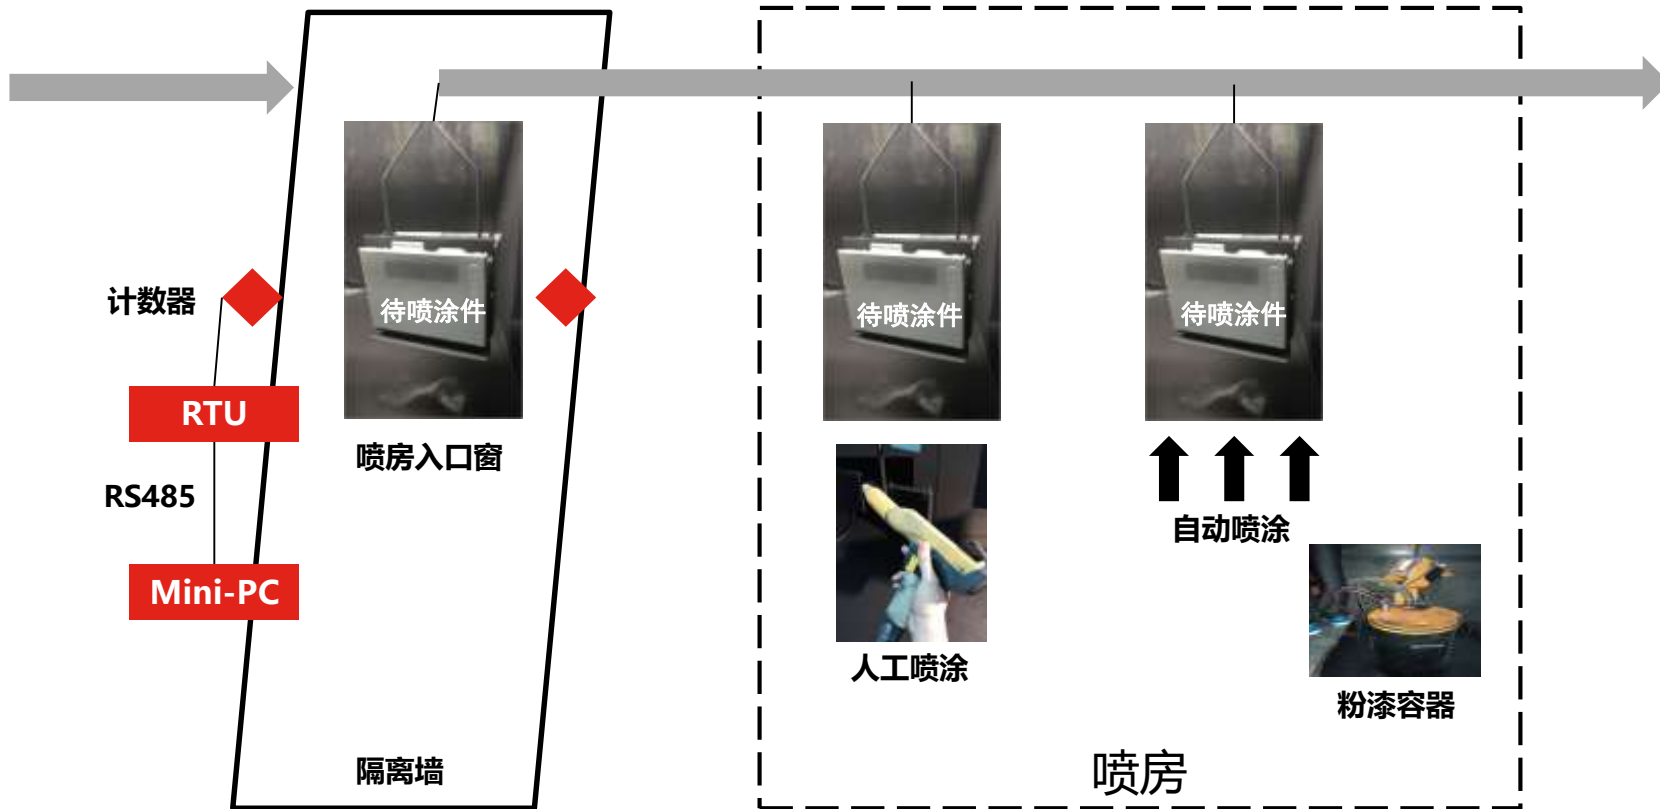 计数器
RTU
RS485
Mini-PC
待喷涂件
喷房入口窗
隔离墙
待喷涂件
人工喷涂
待喷涂件
自动喷涂
粉漆容器
喷房